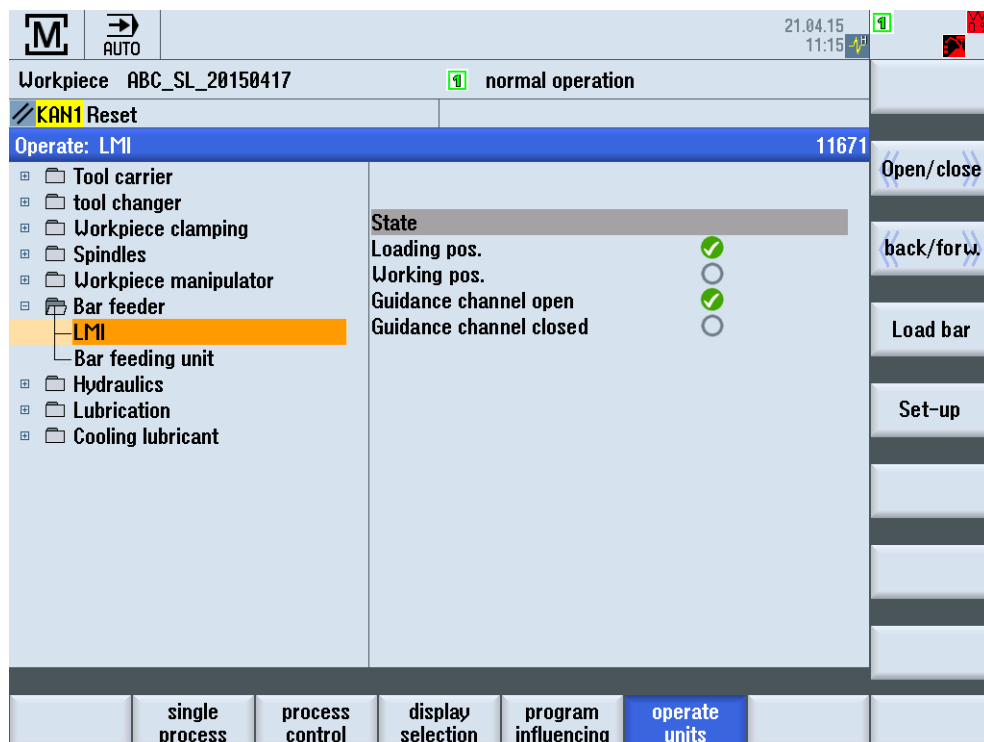 M
AUTO
21.04.15
11:15
Workpiece ABC_SL_20150417
1 normal operation
KAN1 Reset
Operate: LMI 11671
Tool carrier
tool changer
Workpiece clamping
Spindles
Workpiece manipulator
Bar feeder
LMI
Bar feeding unit
Hydraulics
Lubrication
Cooling lubricant
State
Loading pos.
Working pos.
Guidance channel open
Guidance channel closed
1
Open/close
back/forw.
Load bar
Set-up
single process
process control
display selection
program influencing
operate units